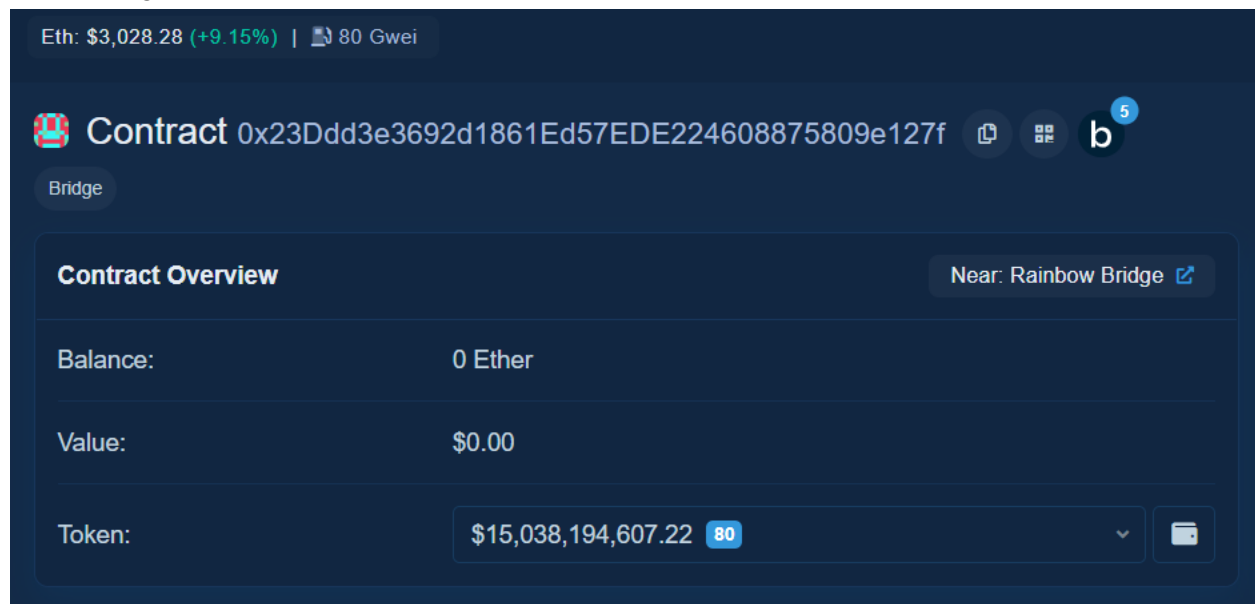 Eth: $3,028.28 (+9.15%) | 80 Gwei
Contract 0x23Ddd3e3692d1861Ed57EDE224608875809e127f b 5
Bridge
Contract Overview Near: Rainbow Bridge
Balance: 0 Ether
Value: $0.00
Token: $15,038,194,607.22 80